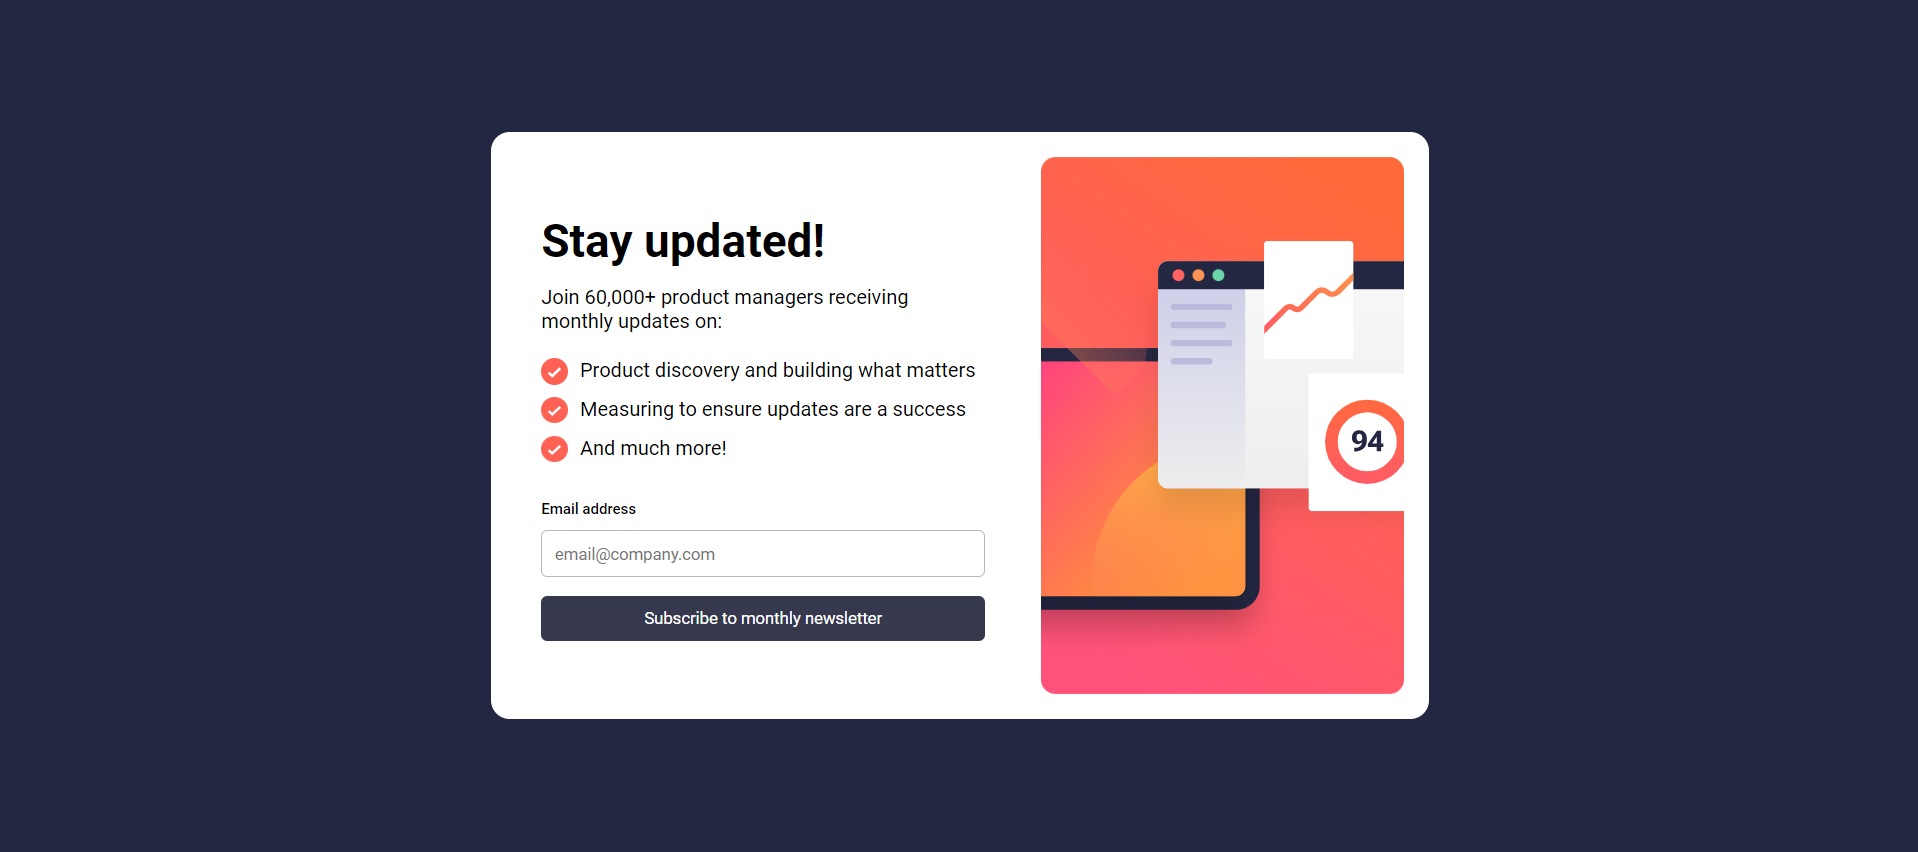 Stay updated!
Join 60,000+ product managers receiving
monthly updates on:
Product discovery and building what matters
Measuring to ensure updates are a success
And much more!
Email address
email@company.com
Subscribe to monthly newsletter
94